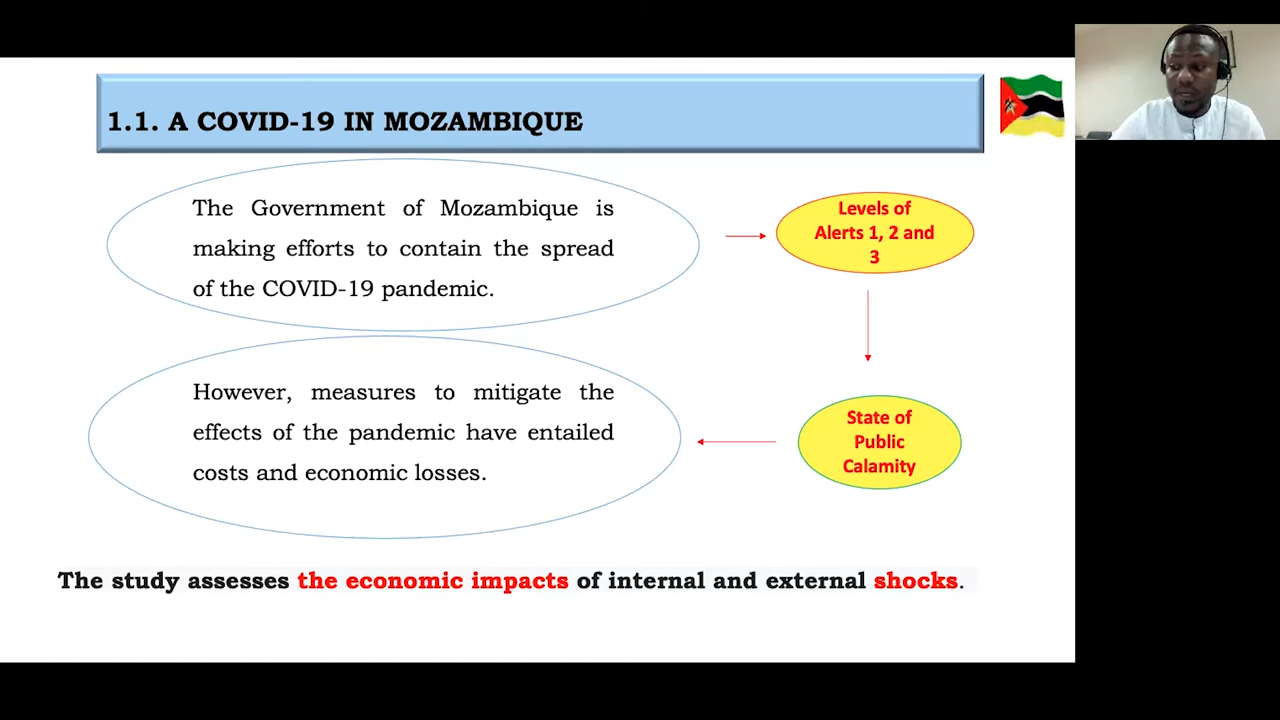 1.1. A COVID-19 IN MOZAMBIQUE
The Government of Mozambique is
making efforts to contain the spread
of the COVID-19 pandemic.
Levels of
Alerts 1, 2 and
3
However, measures to mitigate the
effects of the pandemic have entailed
costs and economic losses.
State of
Public
Calamity
The study assesses the economic impacts of internal and external shocks.